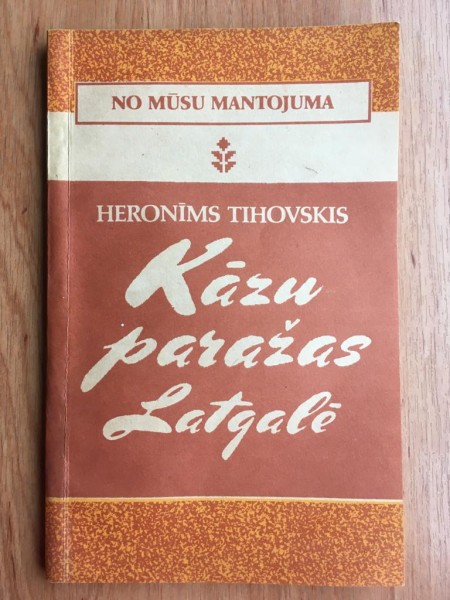 NO MŪSU MANTOJUMA
HERONĪMS TIHOVSKIS
Kāzu
paražas
Latgalē